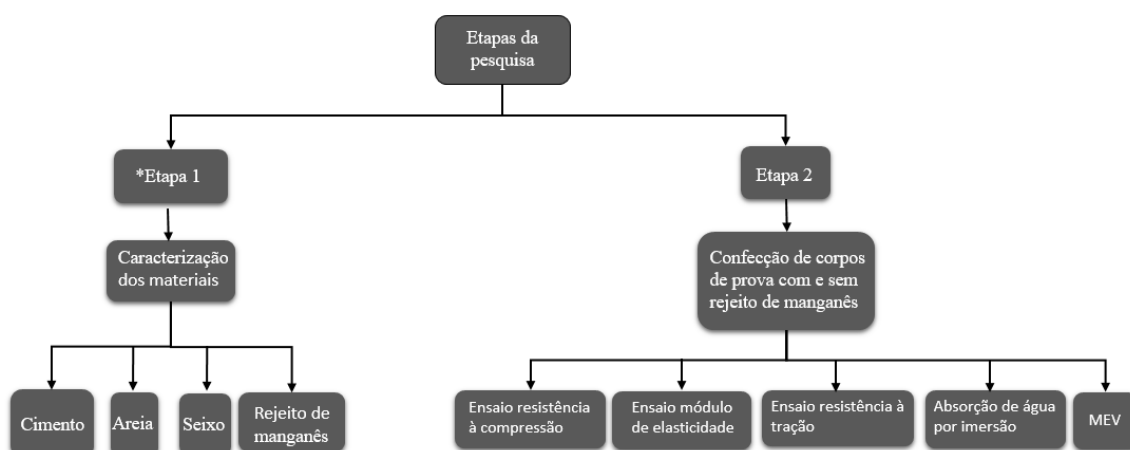 Etapas da
pesquisa
*Etapa 1
Etapa 2
Caracterização
dos materiais
Confecção de corpos
de prova com e sem
rejeito de manganês
Cimento
Areia
Seixo
Rejeito de
manganês
Ensaio resistência
à compressão
Ensaio módulo
de elasticidade
Ensaio resistência à
tração
Absorção de água
por imersão
MEV